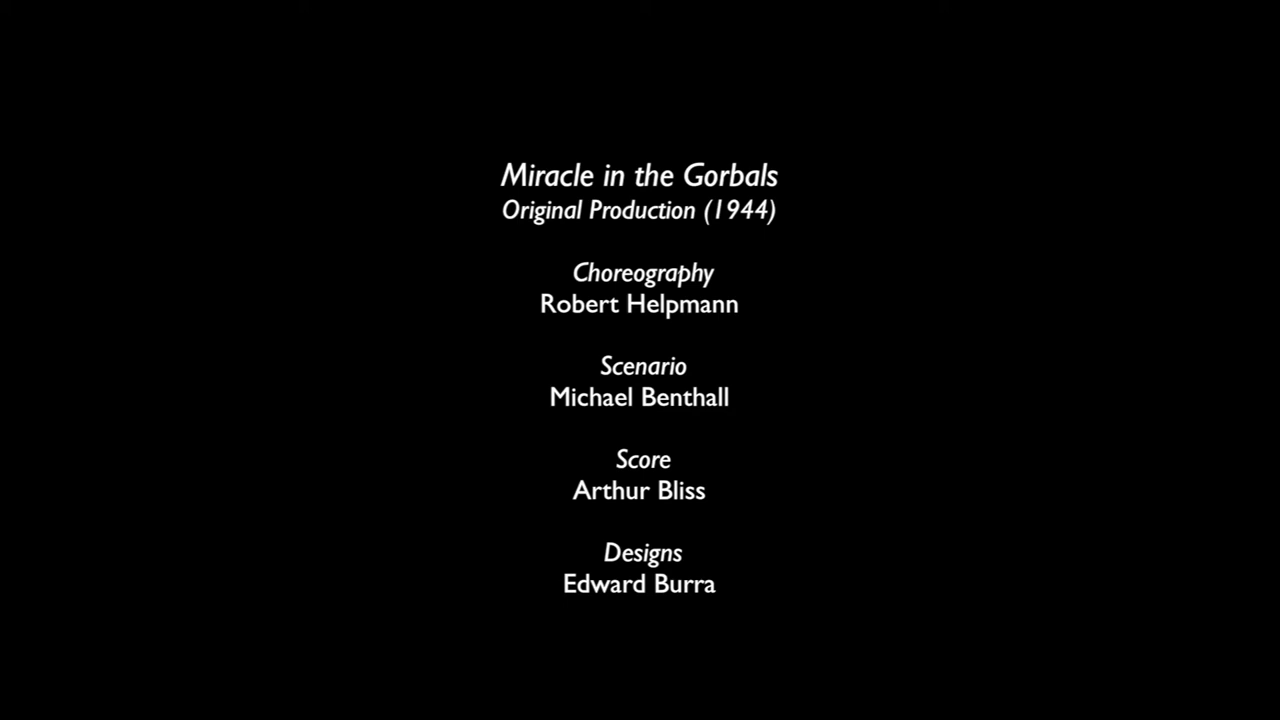 Miracle in the Gorbals
Original Production (1944)
Choreography
Robert Helpmann
Scenario
Michael Benthall
Score
Arthur Bliss
Designs
Edward Burra